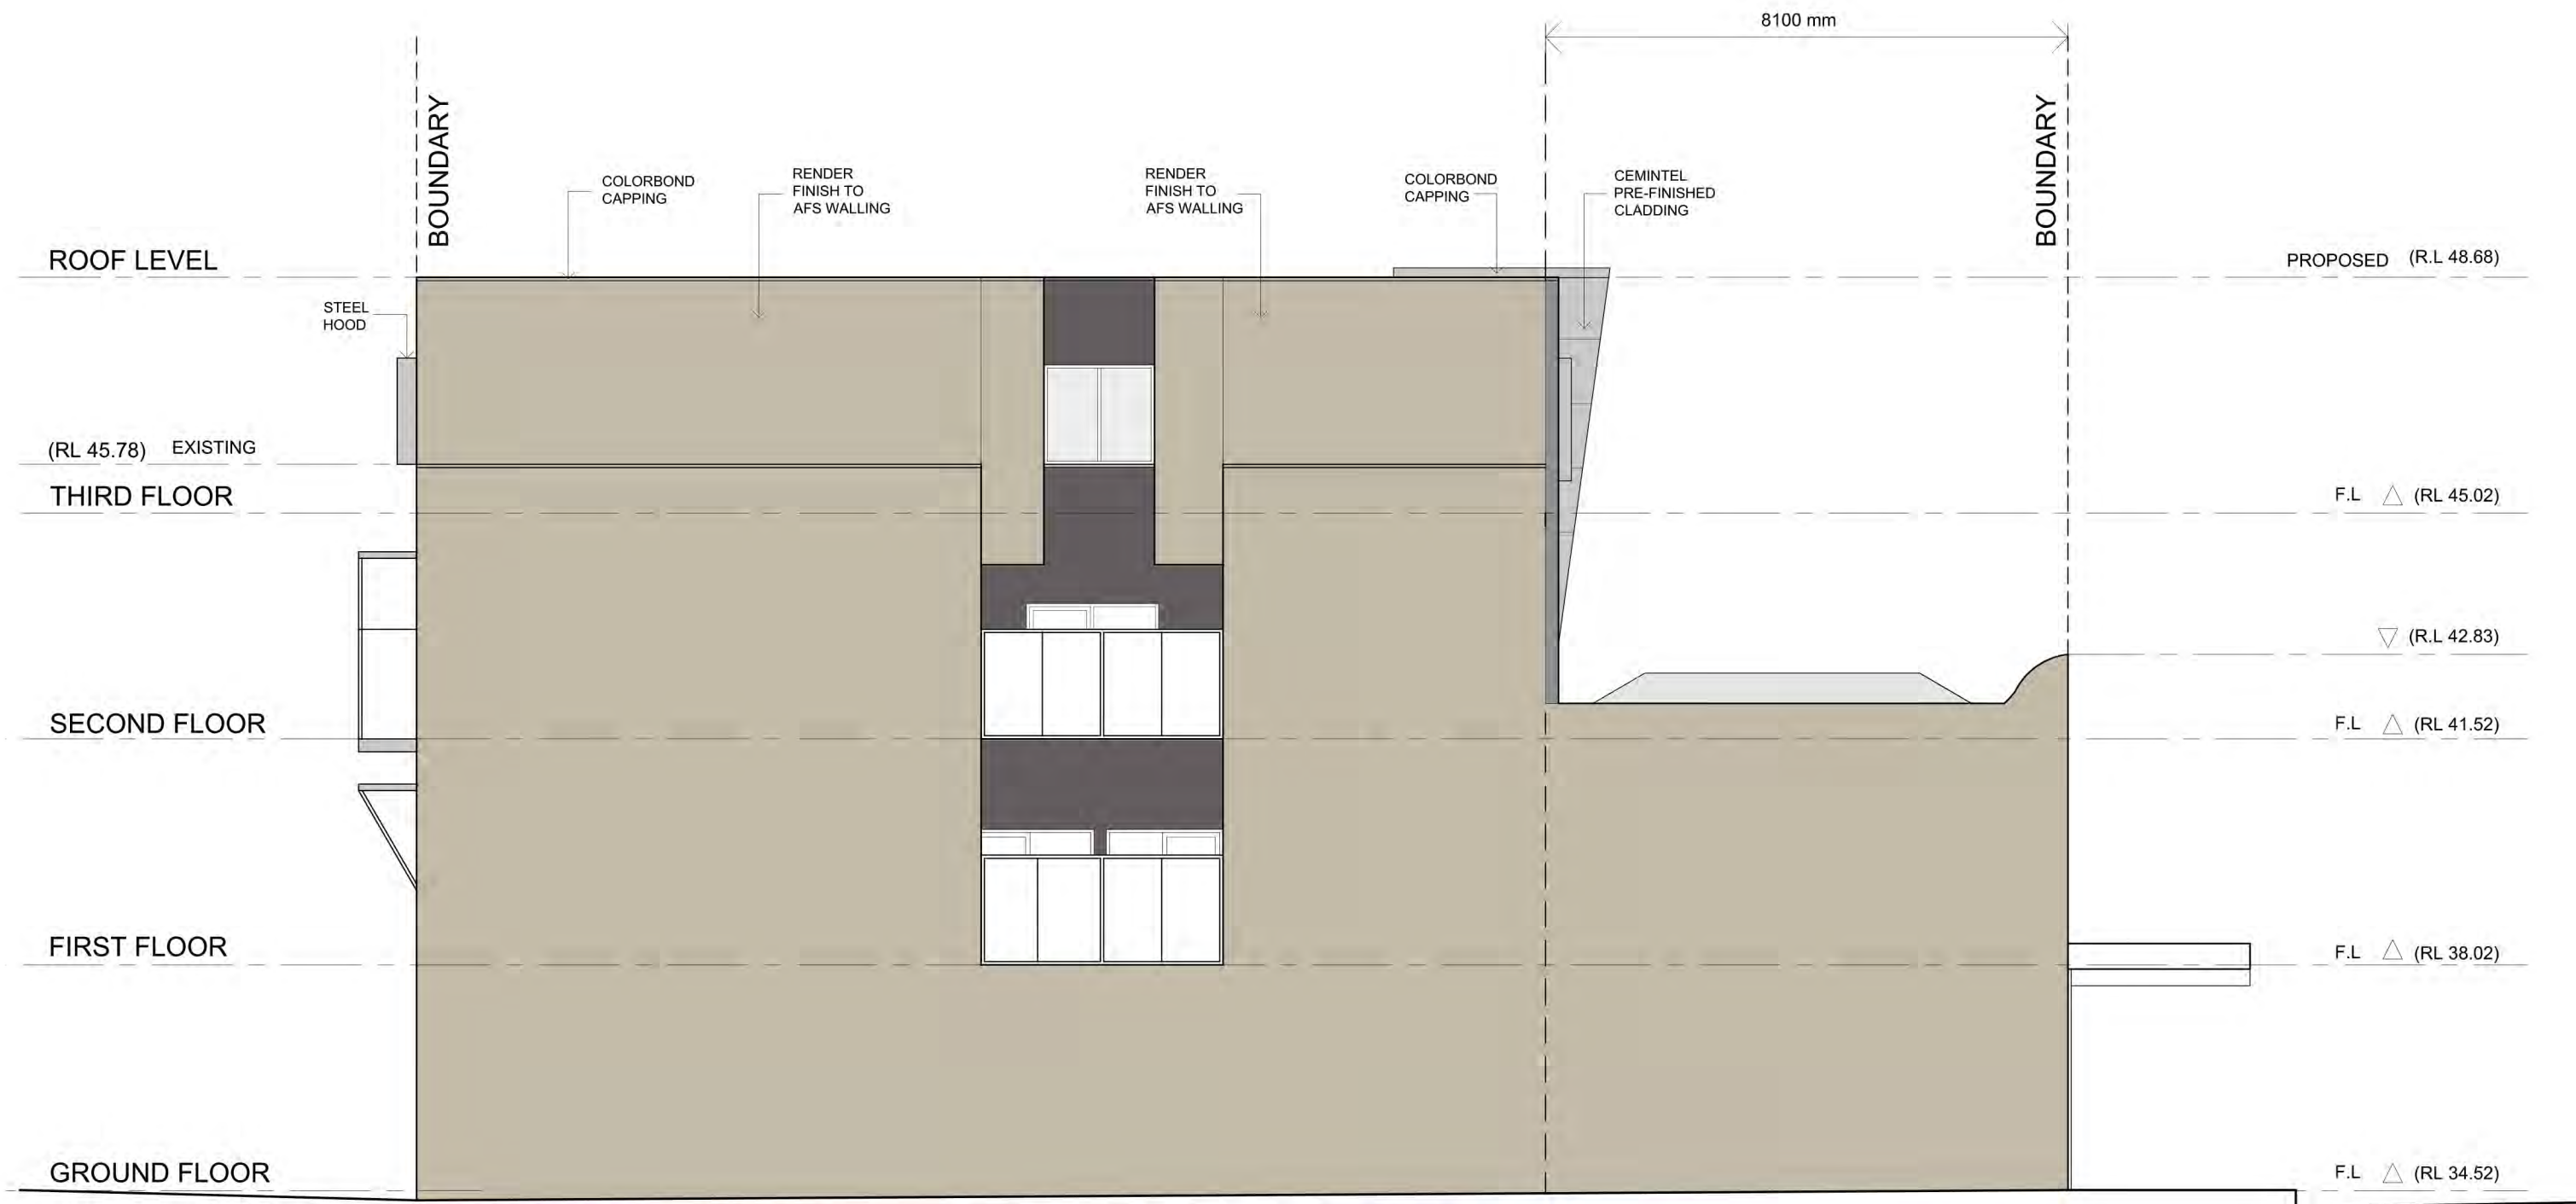 8100 mm
BOUNDARY
BOUNDARY
COLORBOND
CAPPING
RENDER
FINISH TO
AFS WALLING
RENDER
FINISH TO
AFS WALLING
COLORBOND
CAPPING
CEMINTEL
PRE-FINISHED
CLADDING
ROOF LEVEL
PROPOSED (R.L 48.68)
STEEL
HOOD
(RL 45.78) EXISTING
THIRD FLOOR
F.L (RL 45.02)
(R.L 42.83)
SECOND FLOOR
F.L (RL 41.52)
FIRST FLOOR
F.L (RL 38.02)
GROUND FLOOR
F.L (RL 34.52)